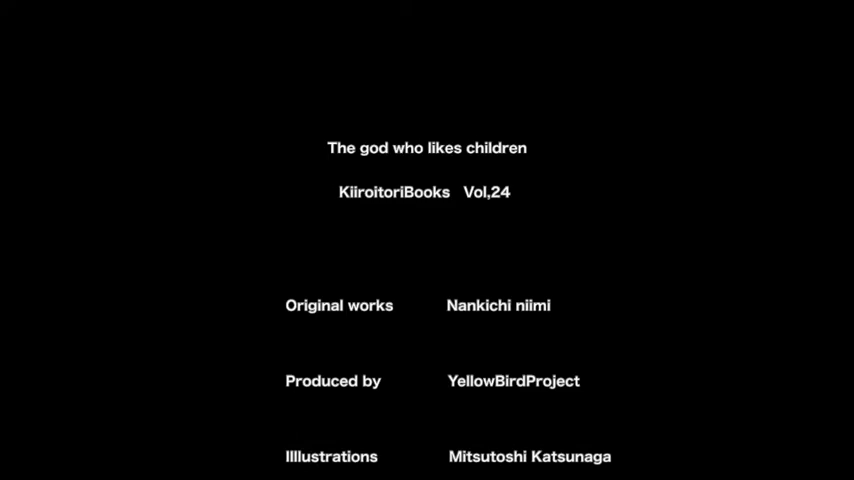 The god who likes children
KiiroitoriBooks Vol,24
Original works Nankichi niimi
Produced by YellowBirdProject
Illlustrations Mitsutoshi Katsunaga